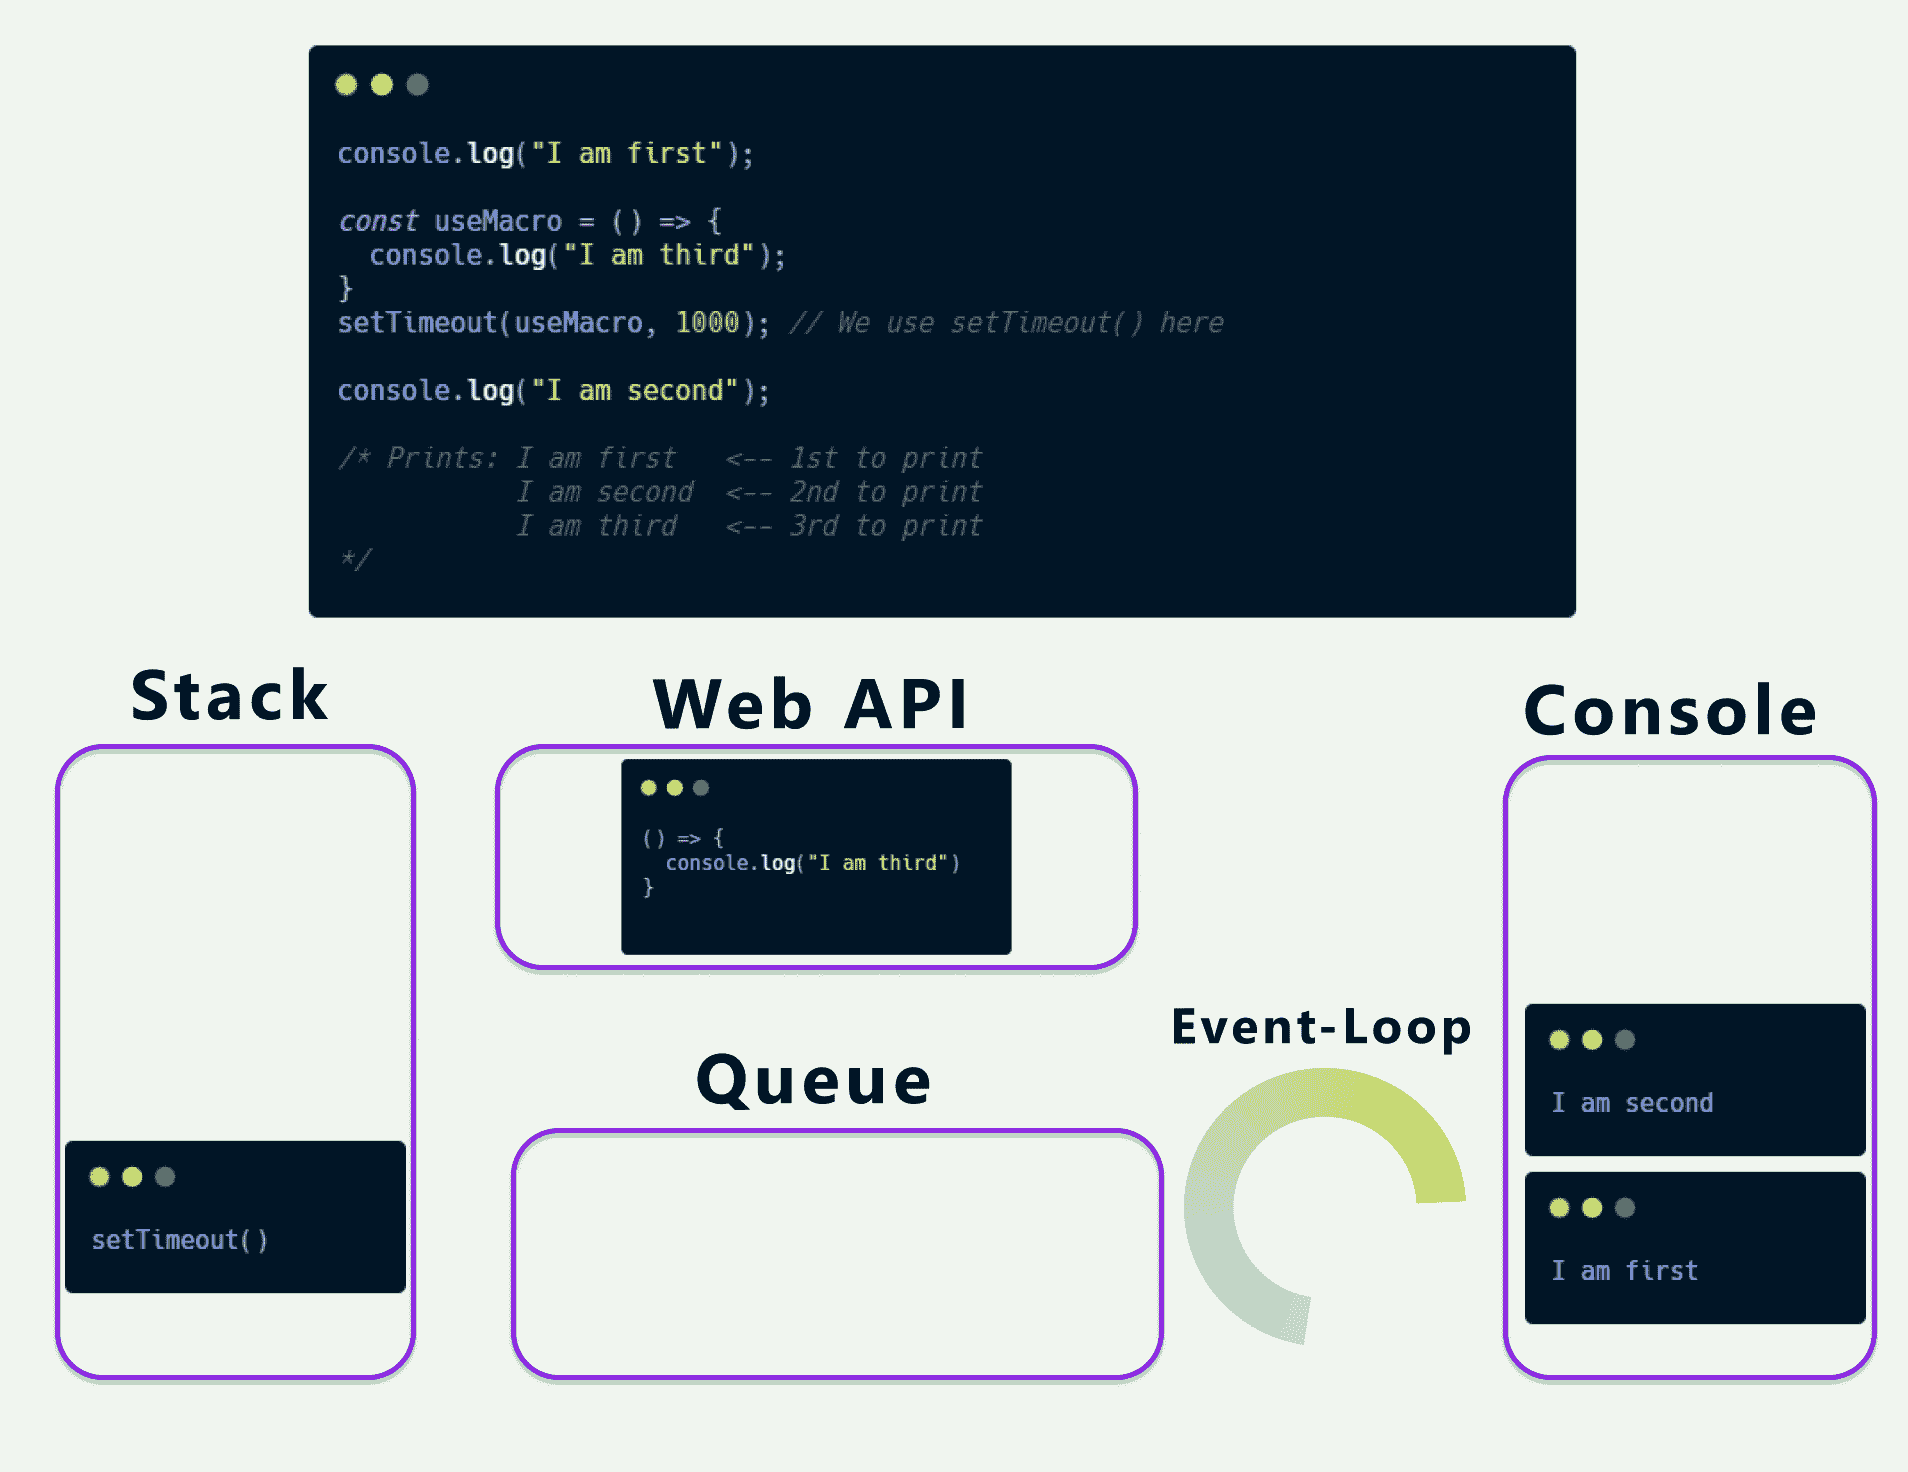 console.log("I am first");
const useMacro = () => {
  console.log("I am third");
}
setTimeout(useMacro, 1000); // We use setTimeout() here
console.log("I am second");
/* Prints: I am first   <-- 1st to print
           I am second  <-- 2nd to print
           I am third   <-- 3rd to print
*/
Stack
setTimeout()
Web API
() => {
  console.log("I am third")
}
Queue
Event-Loop
Console
I am second
I am first